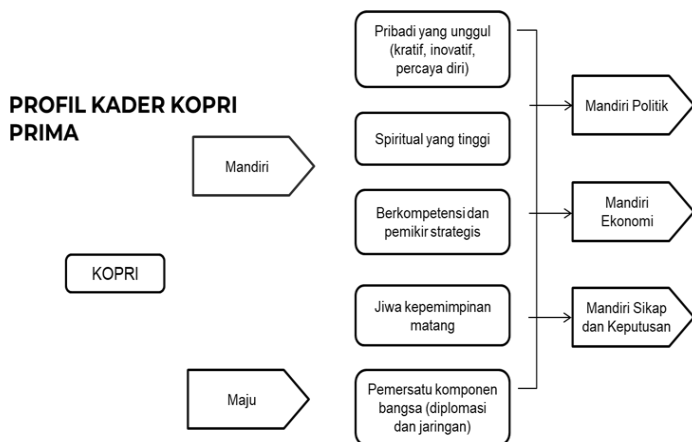 PROFIL KADER KOPRI
PRIMA
KOPRI
Mandiri
Maju
Pribadi yang unggul
(kratif, inovatif,
percaya diri)
Spiritual yang tinggi
Berkompetensi dan
pemikir strategis
Jiwa kepemimpinan
matang
Pemersatu komponen
bangsa (diplomasi
dan jaringan)
Mandiri Politik
Mandiri
Ekonomi
Mandiri Sikap
dan Keputusan